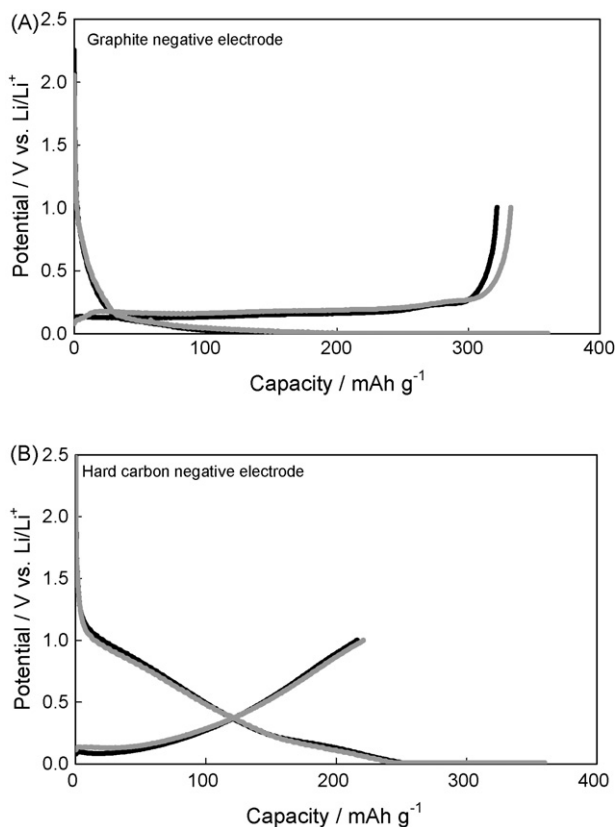 (A)
2.5
Graphite negative electrode
2.0
1.5
1.0
0.5
0.0
Potential / V vs. Li/Li⁺
0
100
200
300
400
Capacity / mAh g⁻¹
(B)
2.5
Hard carbon negative electrode
2.0
1.5
1.0
0.5
0.0
Potential / V vs. Li/Li⁺
0
100
200
300
400
Capacity / mAh g⁻¹